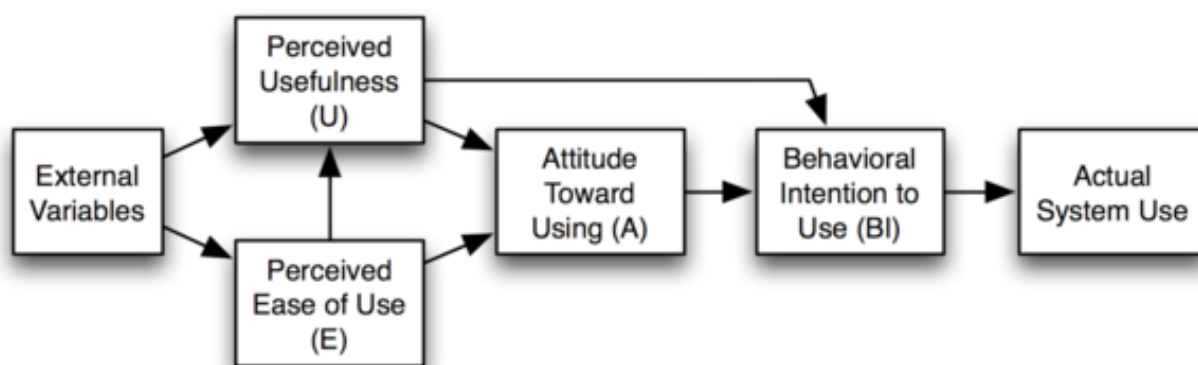 External
Variables
Perceived
Usefulness
(U)
Perceived
Ease of Use
(E)
Attitude
Toward
Using (A)
Behavioral
Intention to
Use (BI)
Actual
System Use